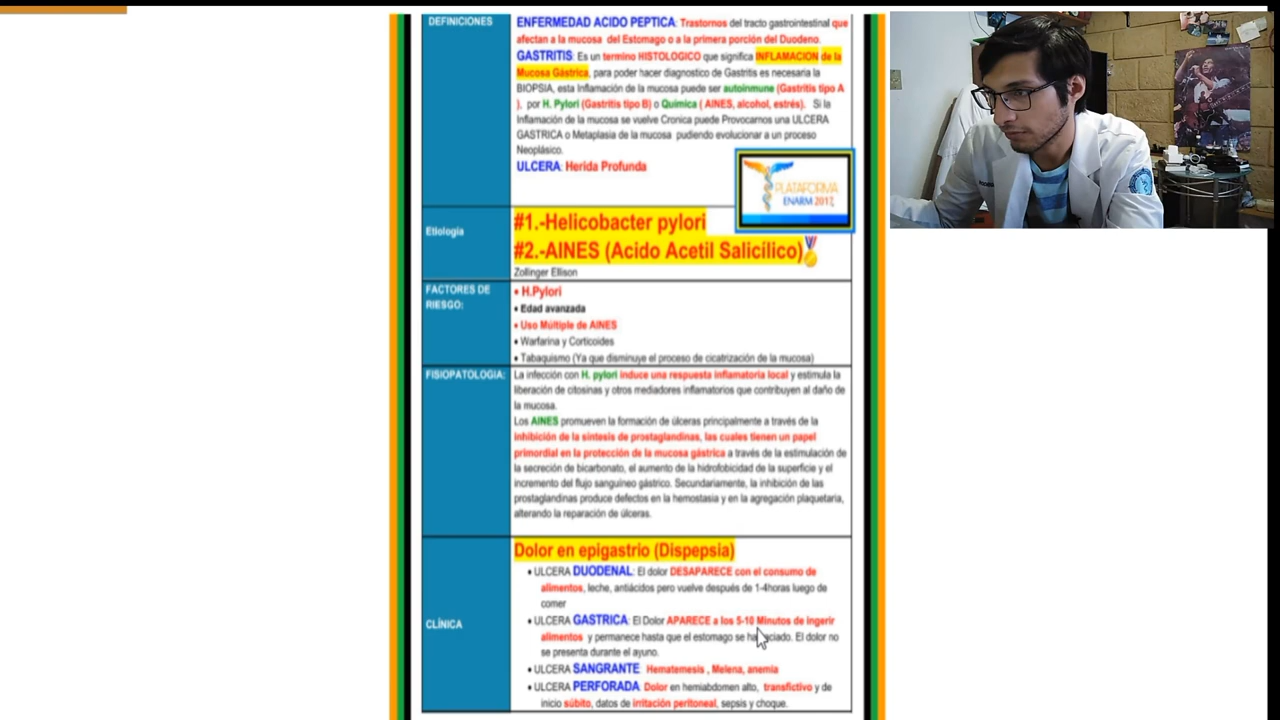 DEFINICIONES
ENFERMEDAD ACIDO PEPTICA: Trastornos del tracto gastrointestinal que
afectan a la mucosa del Estomago o a la primera porción del Duodeno.
GASTRITIS: Es un termino HISTOLOGICO que significa INFLAMACION de la
Mucosa Gástrica, para poder hacer diagnostico de Gastritis es necesaria la
BIOPSIA, esta Inflamación de la mucosa puede ser autoinmune (Gastritis tipo A
), por H. Pylori (Gastritis tipo B) o Química ( AINES, alcohol, estrés). Si la
Inflamación de la mucosa se vuelve Cronica puede Provocarnos una ULCERA
GASTRICA o Metaplasia de la mucosa pudiendo evolucionar a un proceso
Neoplásico.
ULCERA: Herida Profunda
PLATAFORMA
ENARM 2017
Etiología
#1.-Helicobacter pylori
#2.-AINES (Acido Acetil Salicílico)
Zollinger Ellison
FACTORES DE
RIESGO:
• H.Pylori
• Edad avanzada
• Uso Múltiple de AINES
• Warfarina y Corticoides
• Tabaquismo (Ya que disminuye el proceso de cicatrización de la mucosa)
FISIOPATOLOGIA:
La infección con H. pylori induce una respuesta inflamatoria local y estimula la
liberación de citosinas y otros mediadores inflamatorios que contribuyen al daño de
la mucosa.
Los AINES promueven la formación de úlceras principalmente a través de la
inhibición de la síntesis de prostaglandinas, las cuales tienen un papel
primordial en la protección de la mucosa gástrica a través de la estimulación de
la secreción de bicarbonato, el aumento de la hidrofobicidad de la superficie y el
incremento del flujo sanguíneo gástrico. Secundariamente, la inhibición de las
prostaglandinas produce defectos en la hemostasia y en la agregación plaquetaria,
alterando la reparación de úlceras.
CLÍNICA
Dolor en epigastrio (Dispepsia)
• ULCERA DUODENAL: El dolor DESAPARECE con el consumo de
alimentos, leche, antiácidos pero vuelve después de 1-4horas luego de
comer
• ULCERA GASTRICA: El Dolor APARECE a los 5-10 Minutos de ingerir
alimentos y permanece hasta que el estomago se ha. El dolor no
se presenta durante el ayuno.
• ULCERA SANGRANTE: Hematemesis , Melena, anemia
• ULCERA PERFORADA: Dolor en hemiabdomen alto, transfictivo y de
inicio súbito, datos de irritación peritoneal, sepsis y choque.